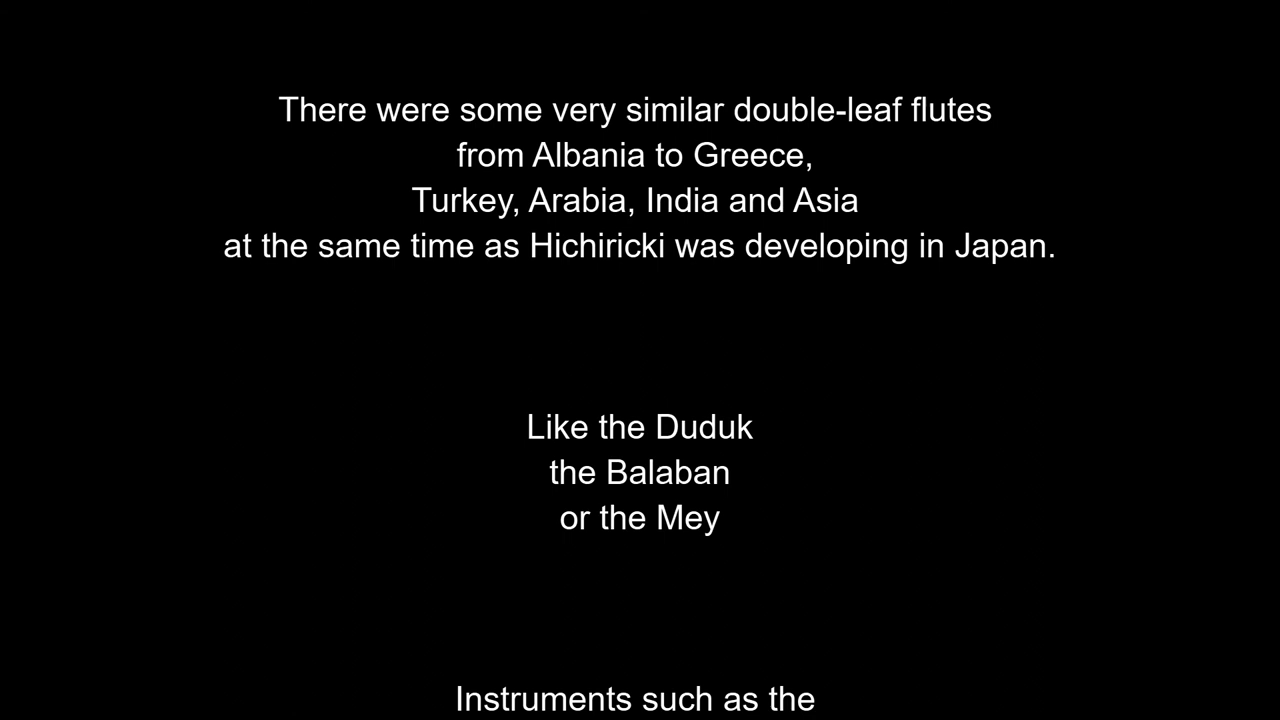 There were some very similar double-leaf flutes
from Albania to Greece,
Turkey, Arabia, India and Asia
at the same time as Hichiricki was developing in Japan.
Like the Duduk
the Balaban
or the Mey
Instruments such as the